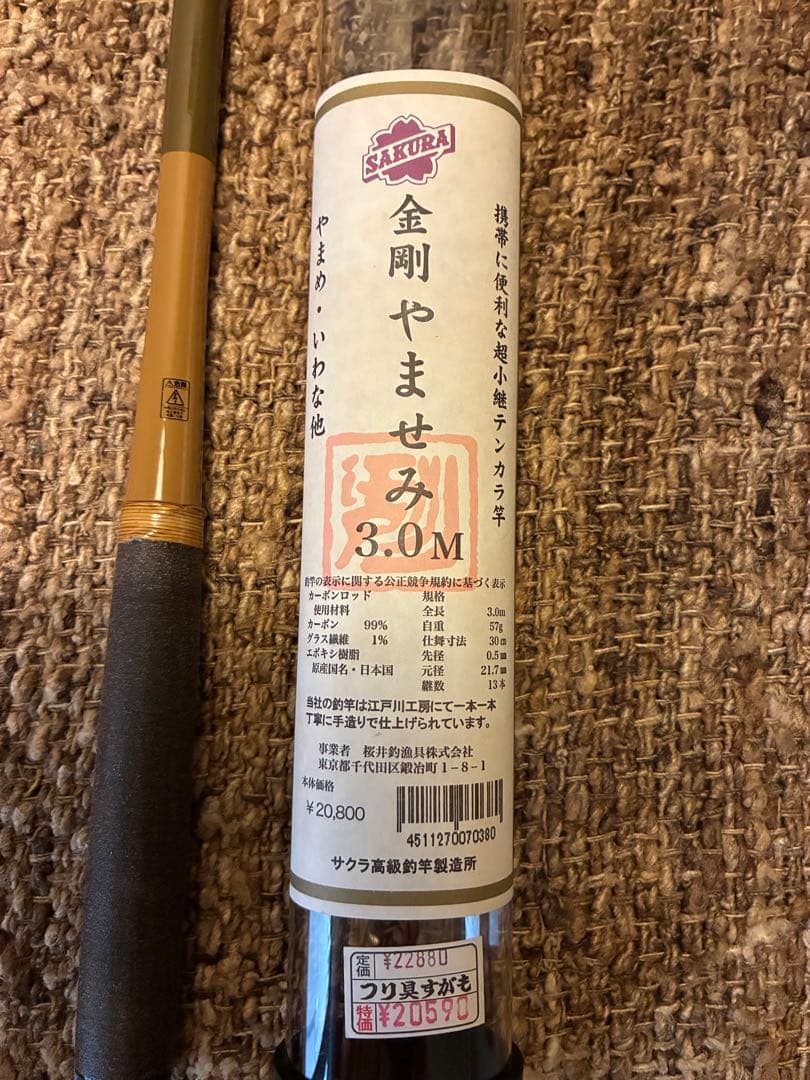 SAKURA
携帯に便利な超小継テンカラ竿
金剛 やませみ
やまめ・いわな他
3.0M
釣竿の表示に関する公正競争規約に基づく表示
カーボンロッド
使用材料
カーボン 99%
グラス繊維 1%
エポキシ樹脂
原産国名・日本国
規格
全長 3.0m
自重 57g
仕舞寸法 30cm
先径 0.5mm
元径 21.7mm
継数 13本
当社の釣竿は江戸川工房にて一本一本
丁寧に手造りで仕上げられています。
事業者 桜井釣漁具株式会社
東京都千代田区鍛冶町1-8-1
本体価格
¥20,800
4511270070380
サクラ高級釣竿製造所
定価 ¥22880
フリ具すがも
特価 ¥20590
危険